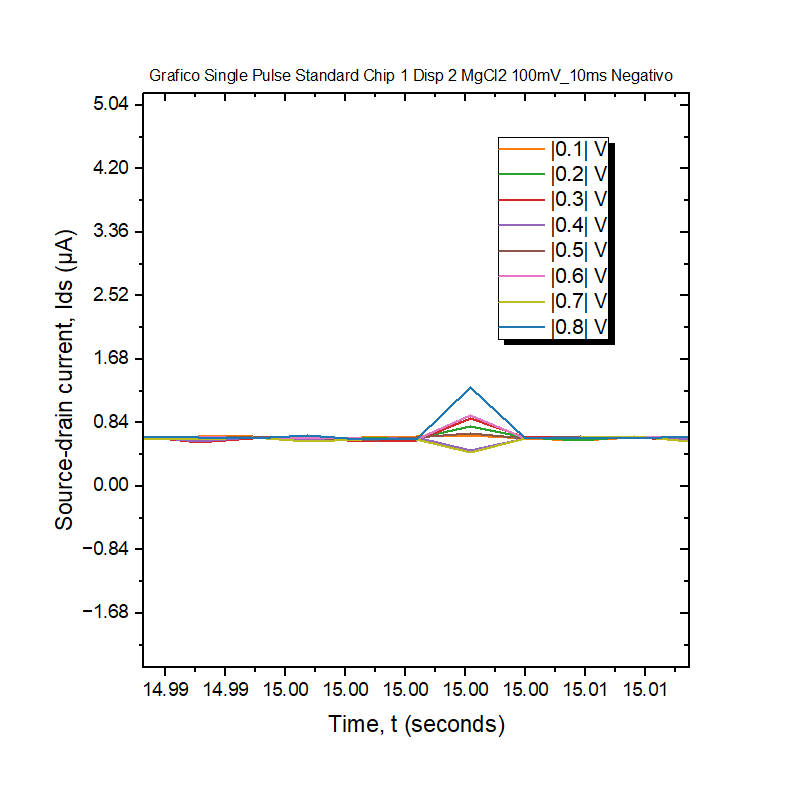 Grafico Single Pulse Standard Chip 1 Disp 2 MgCl2 100mV_10ms Negativo
5.04
4.20
3.36
2.52
1.68
0.84
0.00
−0.84
−1.68
Source-drain current, Ids (µA)
|0.1| V
|0.2| V
|0.3| V
|0.4| V
|0.5| V
|0.6| V
|0.7| V
|0.8| V
14.99 14.99 15.00 15.00 15.00 15.00 15.00 15.01 15.01
Time, t (seconds)